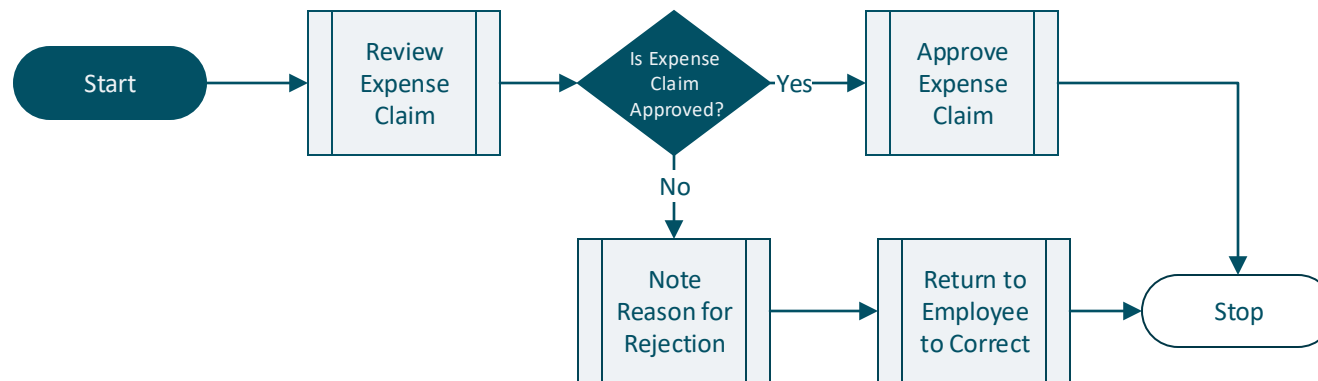 Start
Review
Expense
Claim
Is Expense
Claim
Approved?
Yes
Approve
Expense
Claim
No
Note
Reason for
Rejection
Return to
Employee
to Correct
Stop